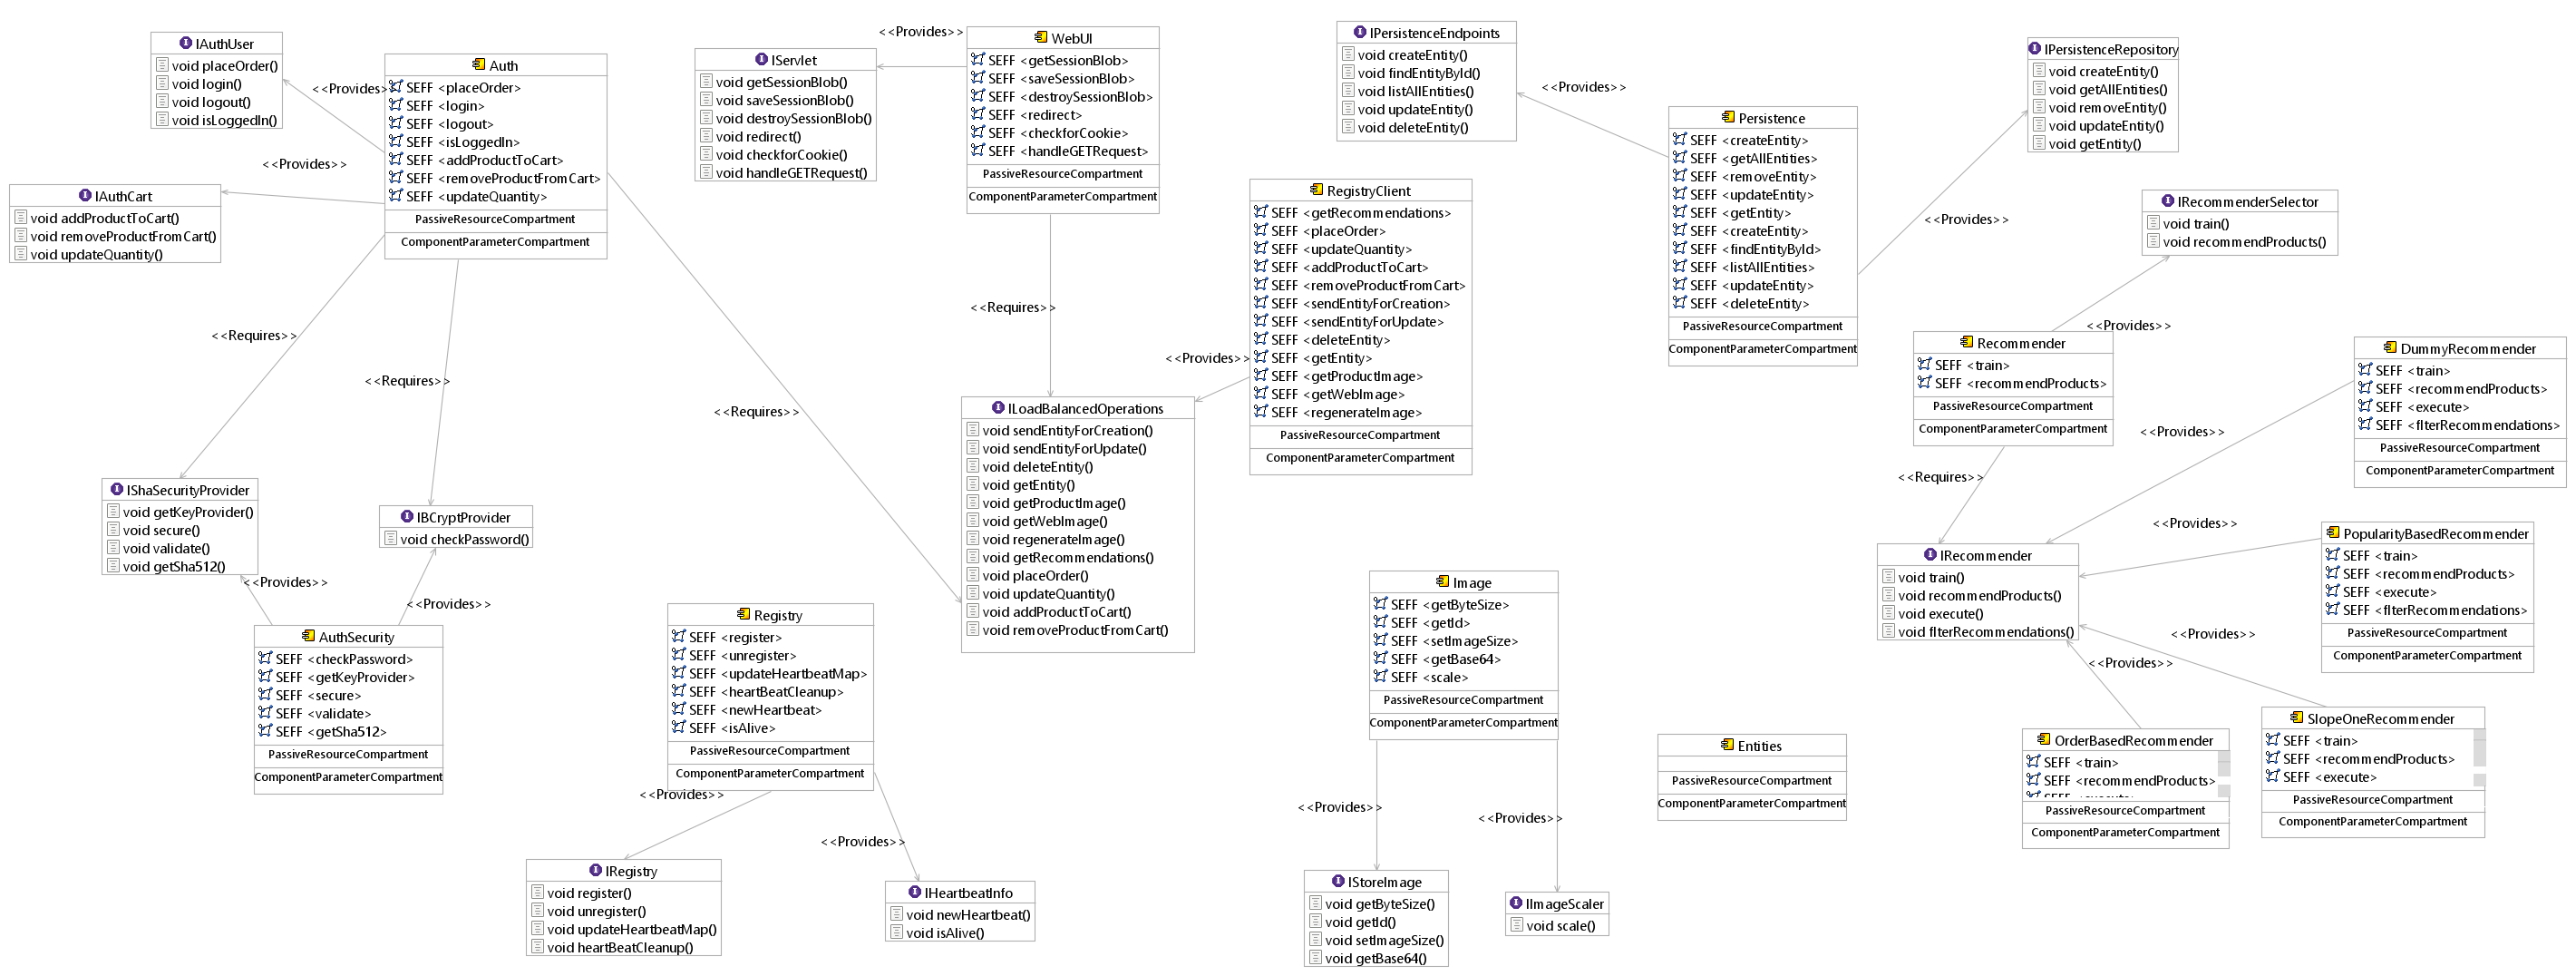 IAuthUser
void placeOrder()
void login()
void logout()
void isLoggedIn()
<<Provides>>
Auth
SEFF <placeOrder>
SEFF <login>
SEFF <logout>
SEFF <isLoggedIn>
SEFF <addProductToCart>
SEFF <removeProductFromCart>
SEFF <updateQuantity>
PassiveResourceCompartment
ComponentParameterCompartment
<<Provides>>
IAuthCart
void addProductToCart()
void removeProductFromCart()
void updateQuantity()
<<Requires>>
<<Requires>>
<<Requires>>
IShaSecurityProvider
void getKeyProvider()
void secure()
void validate()
void getSha512()
IBCryptProvider
void checkPassword()
<<Provides>>
<<Provides>>
AuthSecurity
SEFF <checkPassword>
SEFF <getKeyProvider>
SEFF <secure>
SEFF <validate>
SEFF <getSha512>
PassiveResourceCompartment
ComponentParameterCompartment
IServlet
void getSessionBlob()
void saveSessionBlob()
void destroySessionBlob()
void redirect()
void checkforCookie()
void handleGETRequest()
<<Provides>>
WebUI
SEFF <getSessionBlob>
SEFF <saveSessionBlob>
SEFF <destroySessionBlob>
SEFF <redirect>
SEFF <checkforCookie>
SEFF <handleGETRequest>
PassiveResourceCompartment
ComponentParameterCompartment
<<Requires>>
<<Provides>>
RegistryClient
SEFF <getRecommendations>
SEFF <placeOrder>
SEFF <updateQuantity>
SEFF <addProductToCart>
SEFF <removeProductFromCart>
SEFF <sendEntityForCreation>
SEFF <sendEntityForUpdate>
SEFF <deleteEntity>
SEFF <getEntity>
SEFF <getProductImage>
SEFF <getWebImage>
SEFF <regenerateImage>
PassiveResourceCompartment
ComponentParameterCompartment
ILoadBalancedOperations
void sendEntityForCreation()
void sendEntityForUpdate()
void deleteEntity()
void getEntity()
void getProductImage()
void getWebImage()
void regenerateImage()
void getRecommendations()
void placeOrder()
void updateQuantity()
void addProductToCart()
void removeProductFromCart()
Registry
SEFF <register>
SEFF <unregister>
SEFF <updateHeartbeatMap>
SEFF <heartBeatCleanup>
SEFF <newHeartbeat>
SEFF <isAlive>
PassiveResourceCompartment
ComponentParameterCompartment
<<Provides>>
<<Provides>>
IRegistry
void register()
void unregister()
void updateHeartbeatMap()
void heartBeatCleanup()
IHeartbeatInfo
void newHeartbeat()
void isAlive()
IPersistenceEndpoints
void createEntity()
void findEntityById()
void listAllEntities()
void updateEntity()
void deleteEntity()
<<Provides>>
Persistence
SEFF <createEntity>
SEFF <getAllEntities>
SEFF <removeEntity>
SEFF <updateEntity>
SEFF <getEntity>
SEFF <createEntity>
SEFF <findEntityById>
SEFF <listAllEntities>
SEFF <updateEntity>
SEFF <deleteEntity>
PassiveResourceCompartment
ComponentParameterCompartment
<<Provides>>
IPersistenceRepository
void createEntity()
void getAllEntities()
void removeEntity()
void updateEntity()
void getEntity()
IRecommenderSelector
void train()
void recommendProducts()
<<Provides>>
Recommender
SEFF <train>
SEFF <recommendProducts>
PassiveResourceCompartment
ComponentParameterCompartment
<<Requires>>
DummyRecommender
SEFF <train>
SEFF <recommendProducts>
SEFF <execute>
SEFF <flterRecommendations>
PassiveResourceCompartment
ComponentParameterCompartment
<<Provides>>
IRecommender
void train()
void recommendProducts()
void execute()
void flterRecommendations()
<<Provides>>
PopularityBasedRecommender
SEFF <train>
SEFF <recommendProducts>
SEFF <execute>
SEFF <flterRecommendations>
PassiveResourceCompartment
ComponentParameterCompartment
<<Provides>>
<<Provides>>
OrderBasedRecommender
SEFF <train>
SEFF <recommendProducts>
PassiveResourceCompartment
ComponentParameterCompartment
SlopeOneRecommender
SEFF <train>
SEFF <recommendProducts>
SEFF <execute>
PassiveResourceCompartment
ComponentParameterCompartment
Image
SEFF <getByteSize>
SEFF <getId>
SEFF <setImageSize>
SEFF <getBase64>
SEFF <scale>
PassiveResourceCompartment
ComponentParameterCompartment
<<Provides>>
<<Provides>>
IStoreImage
void getByteSize()
void getId()
void setImageSize()
void getBase64()
IImageScaler
void scale()
Entities
PassiveResourceCompartment
ComponentParameterCompartment